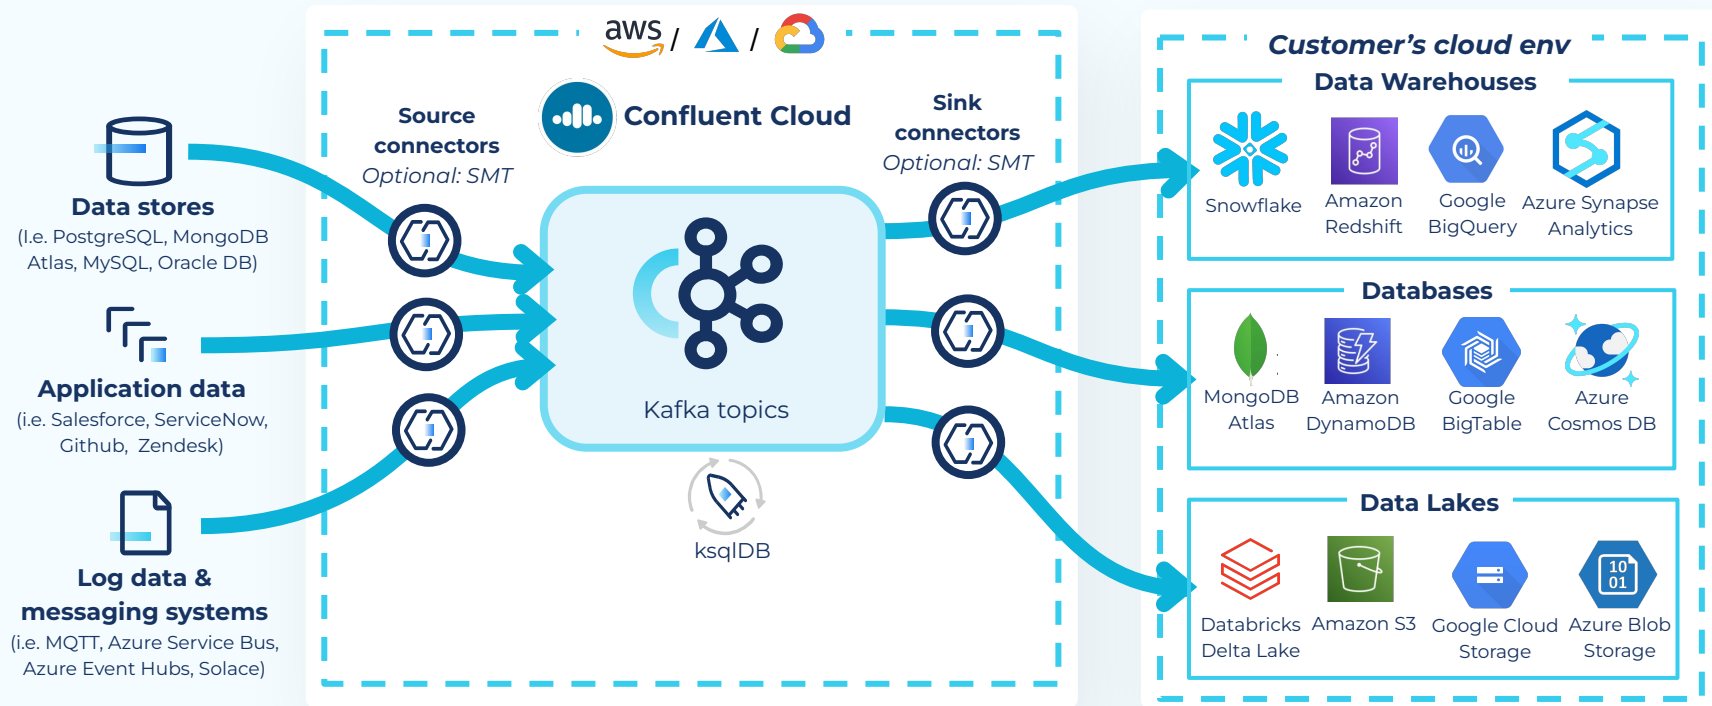 aws / /
Customer's cloud env
Data stores
(I.e. PostgreSQL, MongoDB
Atlas, MySQL, Oracle DB)
Application data
(i.e. Salesforce, ServiceNow,
Github, Zendesk)
Log data &
messaging systems
(i.e. MQTT, Azure Service Bus,
Azure Event Hubs, Solace)
Source
connectors
Optional: SMT
Confluent Cloud
Sink
connectors
Optional: SMT
Kafka topics
ksqlDB
Data Warehouses
Snowflake
Amazon
Redshift
Google
BigQuery
Azure Synapse
Analytics
Databases
MongoDB
Atlas
Amazon
DynamoDB
Google
BigTable
Azure
Cosmos DB
Data Lakes
10
01
Databricks
Delta Lake
Amazon S3
Google Cloud
Storage
Azure Blob
Storage